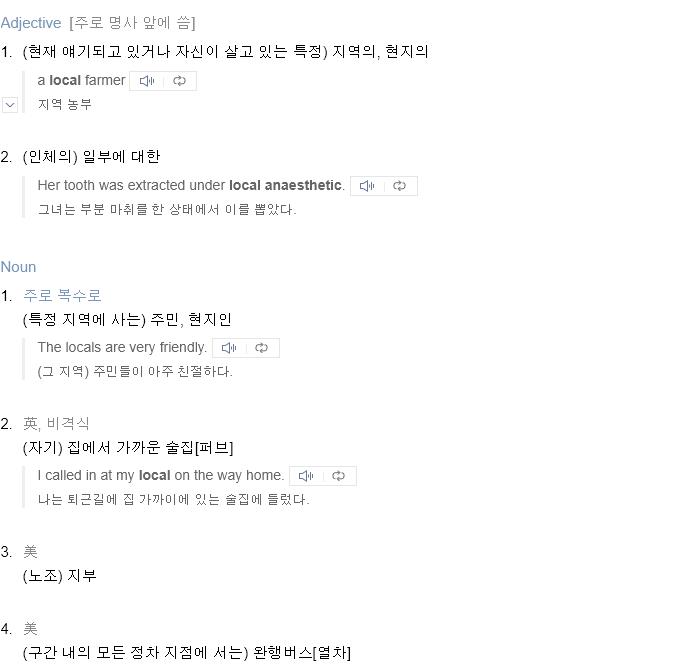 Adjective [주로 명사 앞에 씀]
1. (현재 얘기되고 있거나 자신이 살고 있는 특정) 지역의, 현지의
a local farmer
지역 농부
2. (인체의) 일부에 대한
Her tooth was extracted under local anaesthetic.
그녀는 부분 마취를 한 상태에서 이를 뽑았다.
Noun
1. 주로 복수로
(특정 지역에 사는) 주민, 현지인
The locals are very friendly.
(그 지역) 주민들이 아주 친절하다.
2. 英, 비격식
(자기) 집에서 가까운 술집[퍼브]
I called in at my local on the way home.
나는 퇴근길에 집 가까이에 있는 술집에 들렀다.
3. 美
(노조) 지부
4. 美
(구간 내의 모든 정차 지점에 서는) 완행버스[열차]